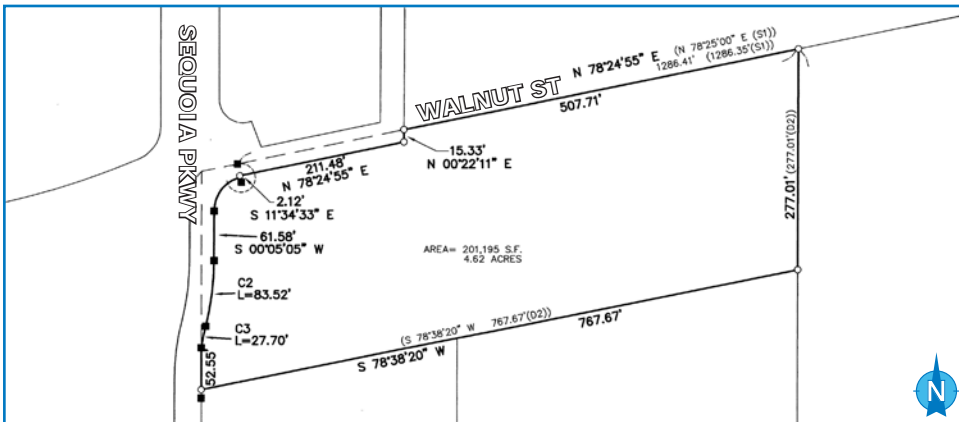 SEQUOIA PKWY
WALNUT ST
N 78°24'55" E
(N 78°25'00" E (S1))
1286.41' (1286.35'(S1))
507.71'
15.33'
N 00°22'11" E
211.48'
N 78°24'55" E
2.12'
S 11°34'33" E
61.58'
S 00°05'05" W
277.01' (277.01'(D2))
AREA= 201,195 S.F.
4.62 ACRES
C2
L=83.52'
C3
L=27.70'
(S 78°38'20" W 767.67'(D2))
767.67'
S 78°38'20" W
52.55'
N